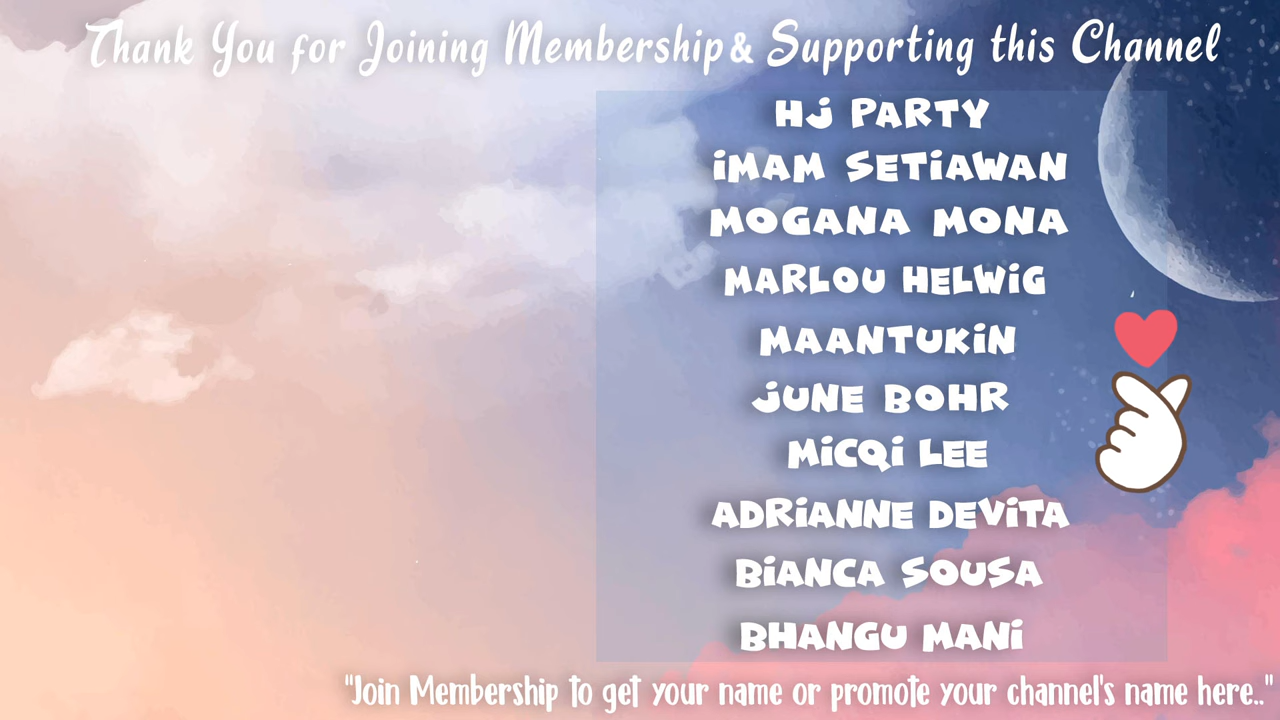 Thank You for Joining Membership & Supporting this Channel
HJ PARTY
iMAM SETiAWAN
MOGANA MONA
MARLOU HELWiG
MAANTUKiN
JUNE BOHR
MiCQi LEE
ADRiANNE DEViTA
BiANCA SOUSA
BHANGU MANi
"Join Membership to get your name or promote your channel's name here.."